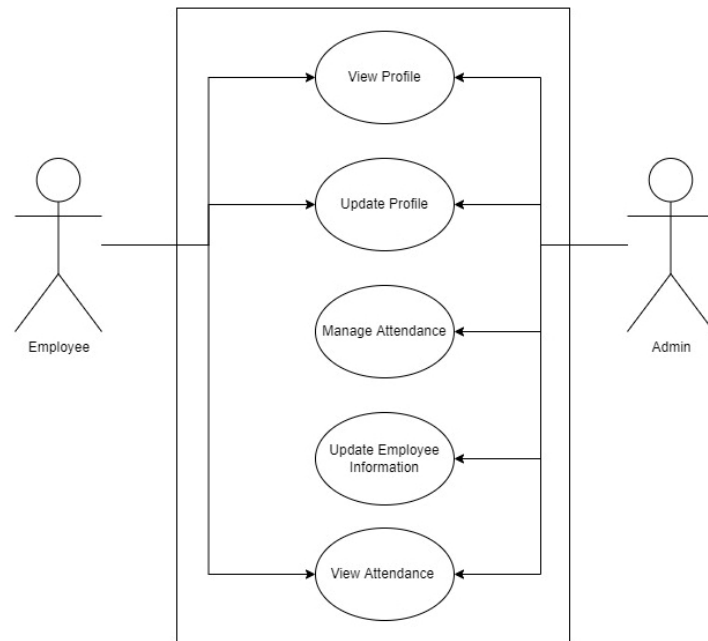 View Profile
Update Profile
Manage Attendance
Employee
Admin
Update Employee
Information
View Attendance